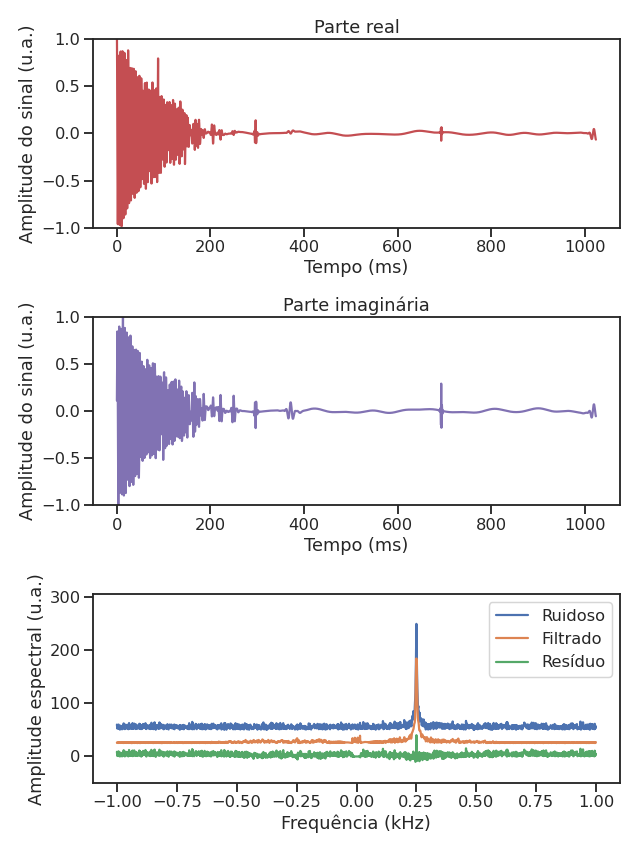 Parte real
Amplitude do sinal (u.a.)
1.0
0.5
0.0
−0.5
−1.0
0 200 400 600 800 1000
Tempo (ms)
Parte imaginária
Amplitude do sinal (u.a.)
1.0
0.5
0.0
−0.5
−1.0
0 200 400 600 800 1000
Tempo (ms)
Amplitude espectral (u.a.)
300
200
100
0
Ruidoso
Filtrado
Resíduo
−1.00 −0.75 −0.50 −0.25 0.00 0.25 0.50 0.75 1.00
Frequência (kHz)